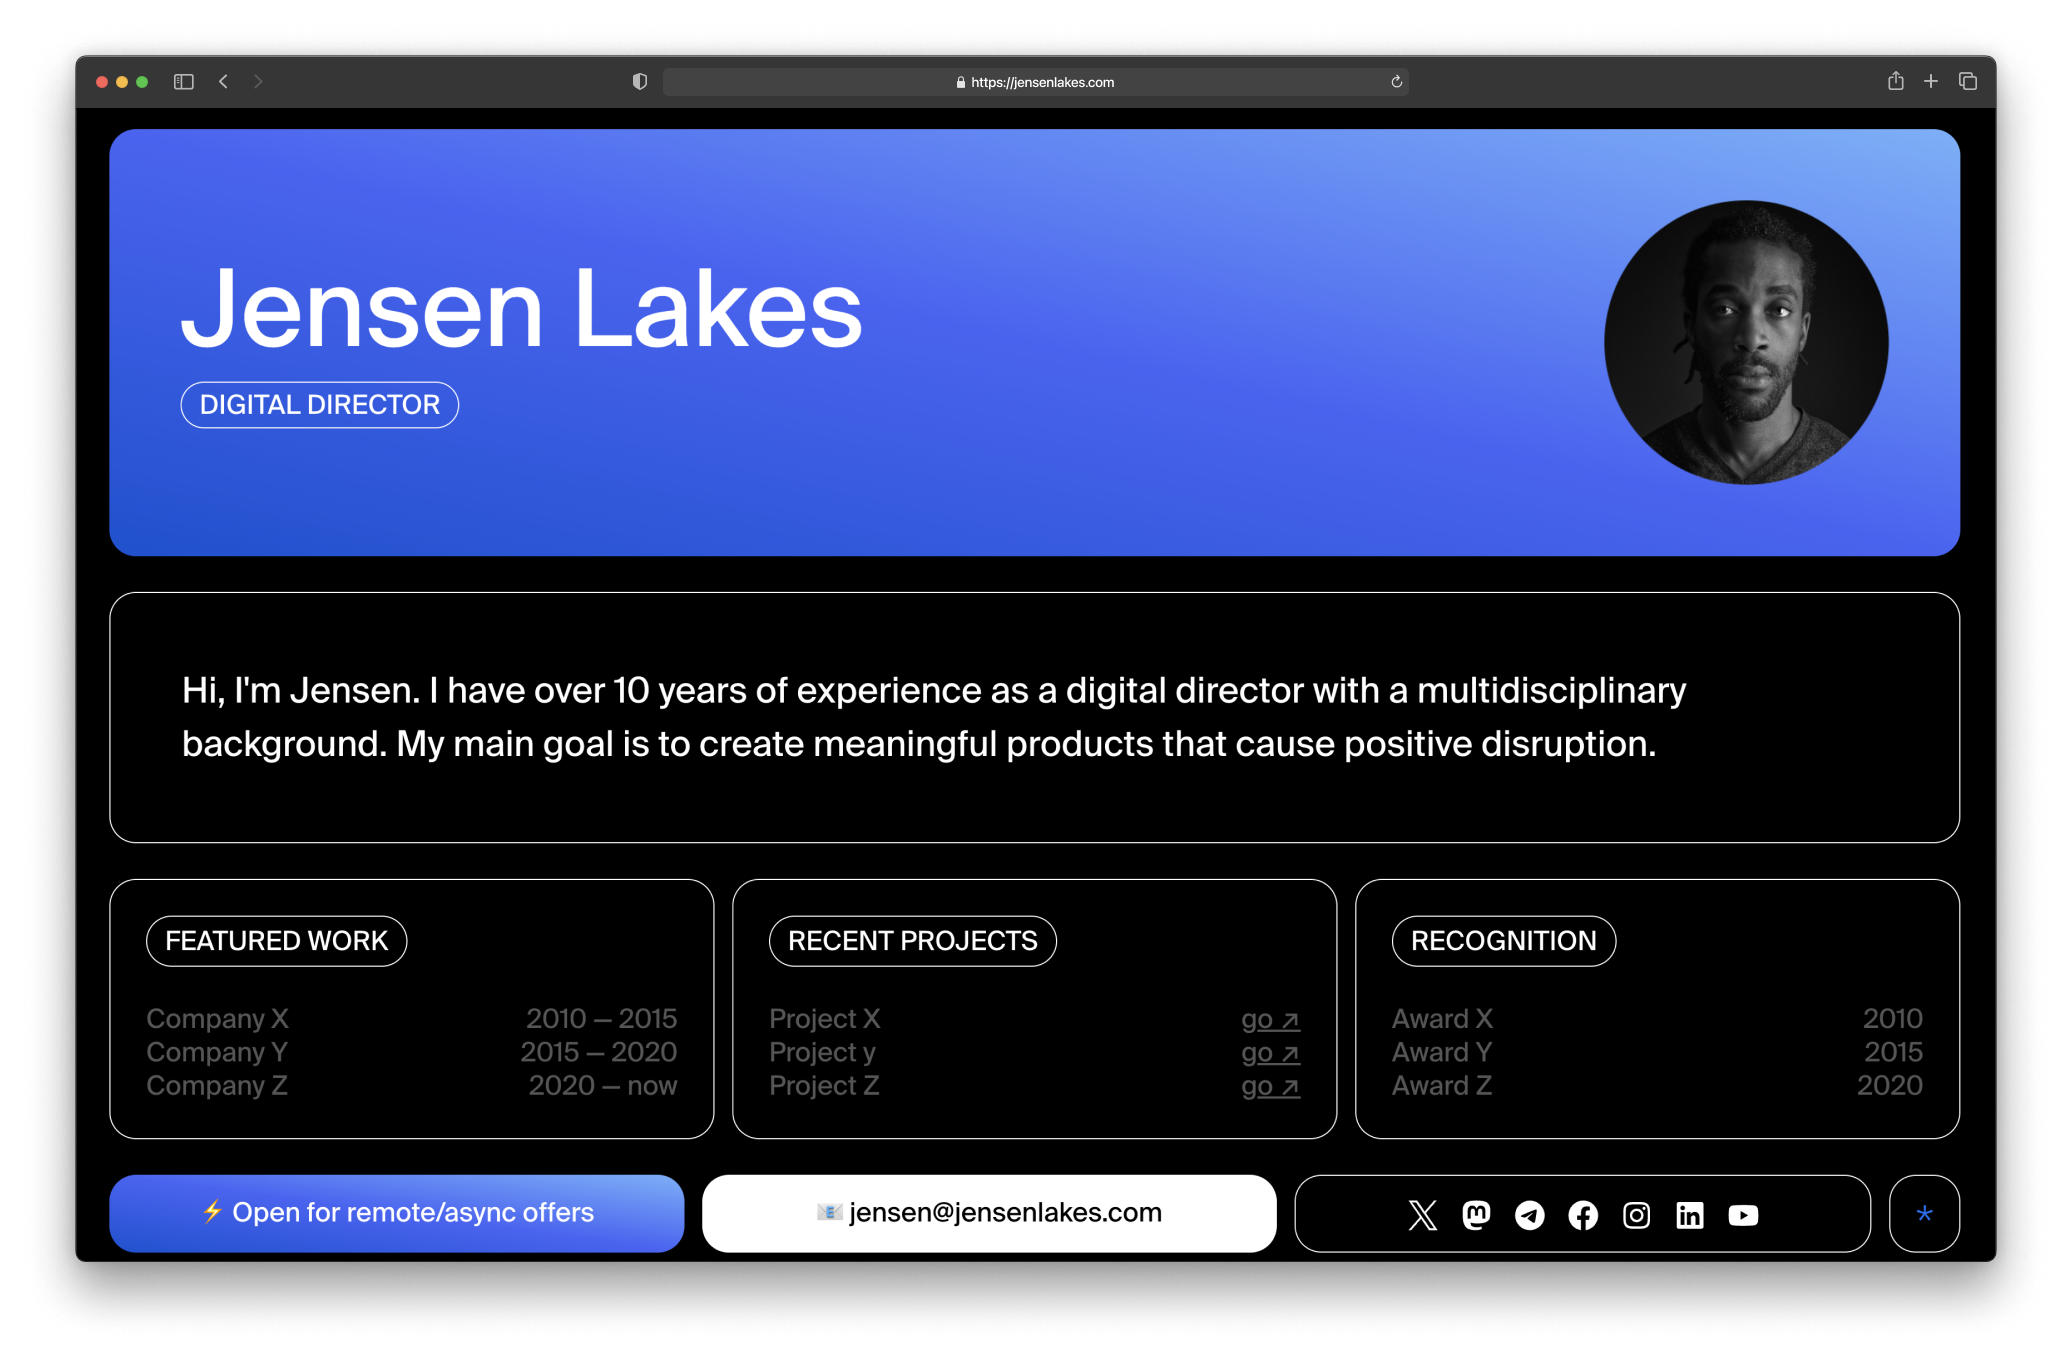 https://jensenlakes.com
Jensen Lakes
DIGITAL DIRECTOR
Hi, I'm Jensen. I have over 10 years of experience as a digital director with a multidisciplinary
background. My main goal is to create meaningful products that cause positive disruption.
FEATURED WORK
Company X 2010 — 2015
Company Y 2015 — 2020
Company Z 2020 — now
RECENT PROJECTS
Project X go ↗
Project y go ↗
Project Z go ↗
RECOGNITION
Award X 2010
Award Y 2015
Award Z 2020
⚡ Open for remote/async offers
📧 jensen@jensenlakes.com
*